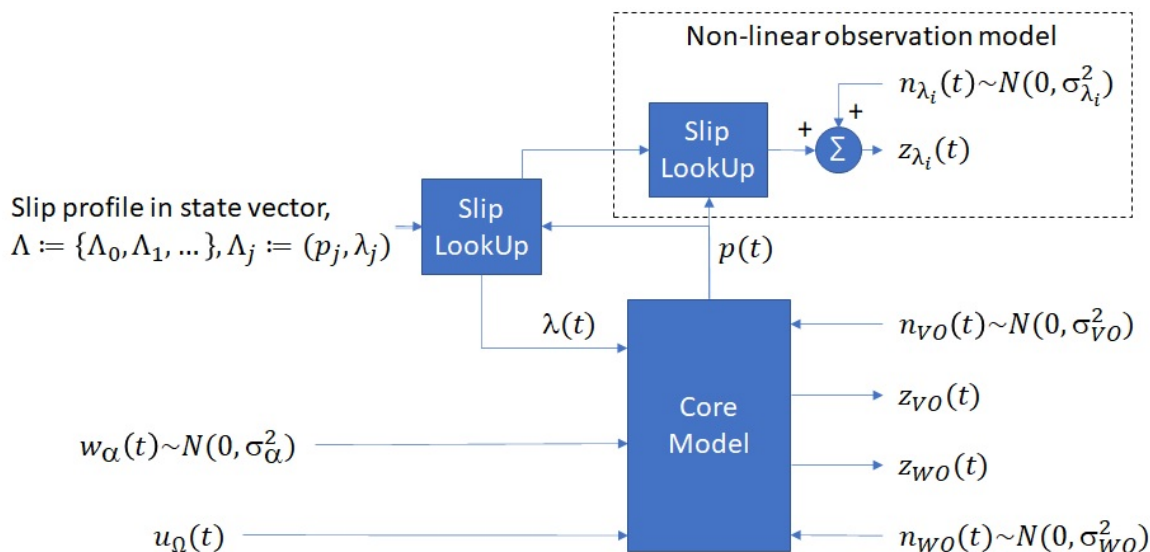 Non-linear observation model
n_{λ_i}(t)~N(0, σ²_{λ_i})
+
+
Slip
LookUp
Σ
z_{λ_i}(t)
Slip profile in state vector,
Λ ≔ {Λ₀, Λ₁, … }, Λ_j ≔ (p_j, λ_j)
Slip
LookUp
p(t)
λ(t)
n_{VO}(t)~N(0, σ²_{VO})
z_{VO}(t)
Core
Model
w_α(t)~N(0, σ²_α)
z_{WO}(t)
u_Ω(t)
n_{WO}(t)~N(0, σ²_{WO})